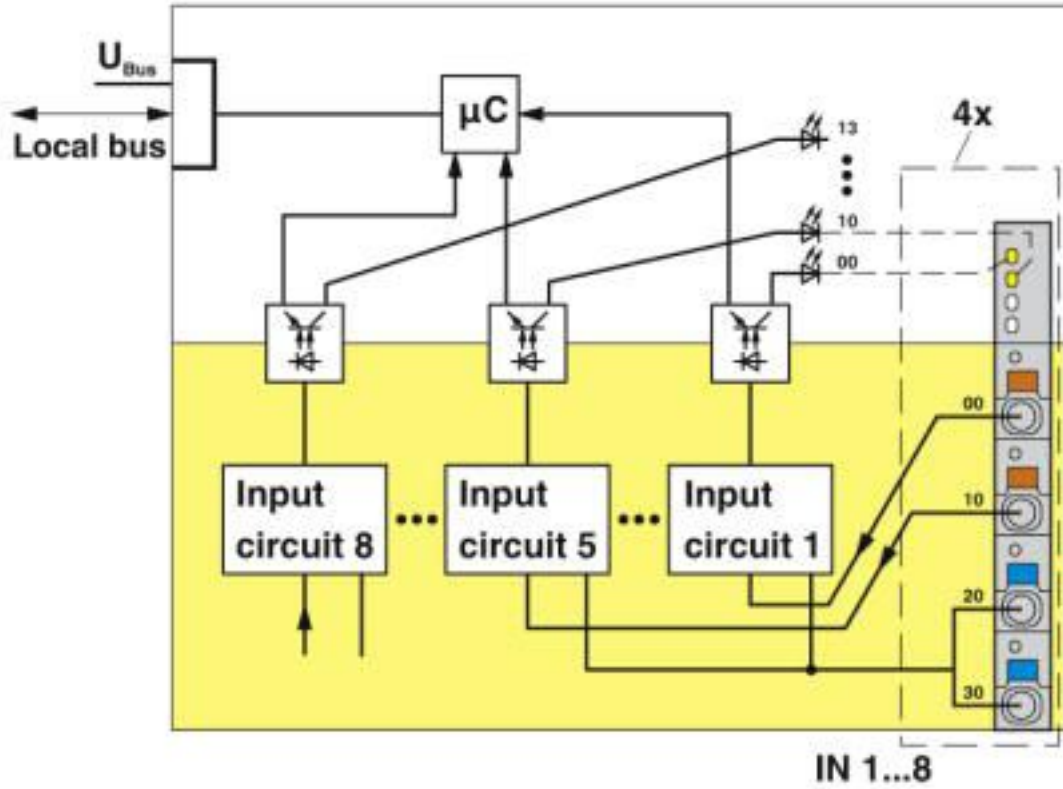 U Bus
Local bus
µC
13
4x
10
00
00
10
20
30
Input
circuit 8
Input
circuit 5
Input
circuit 1
IN 1...8